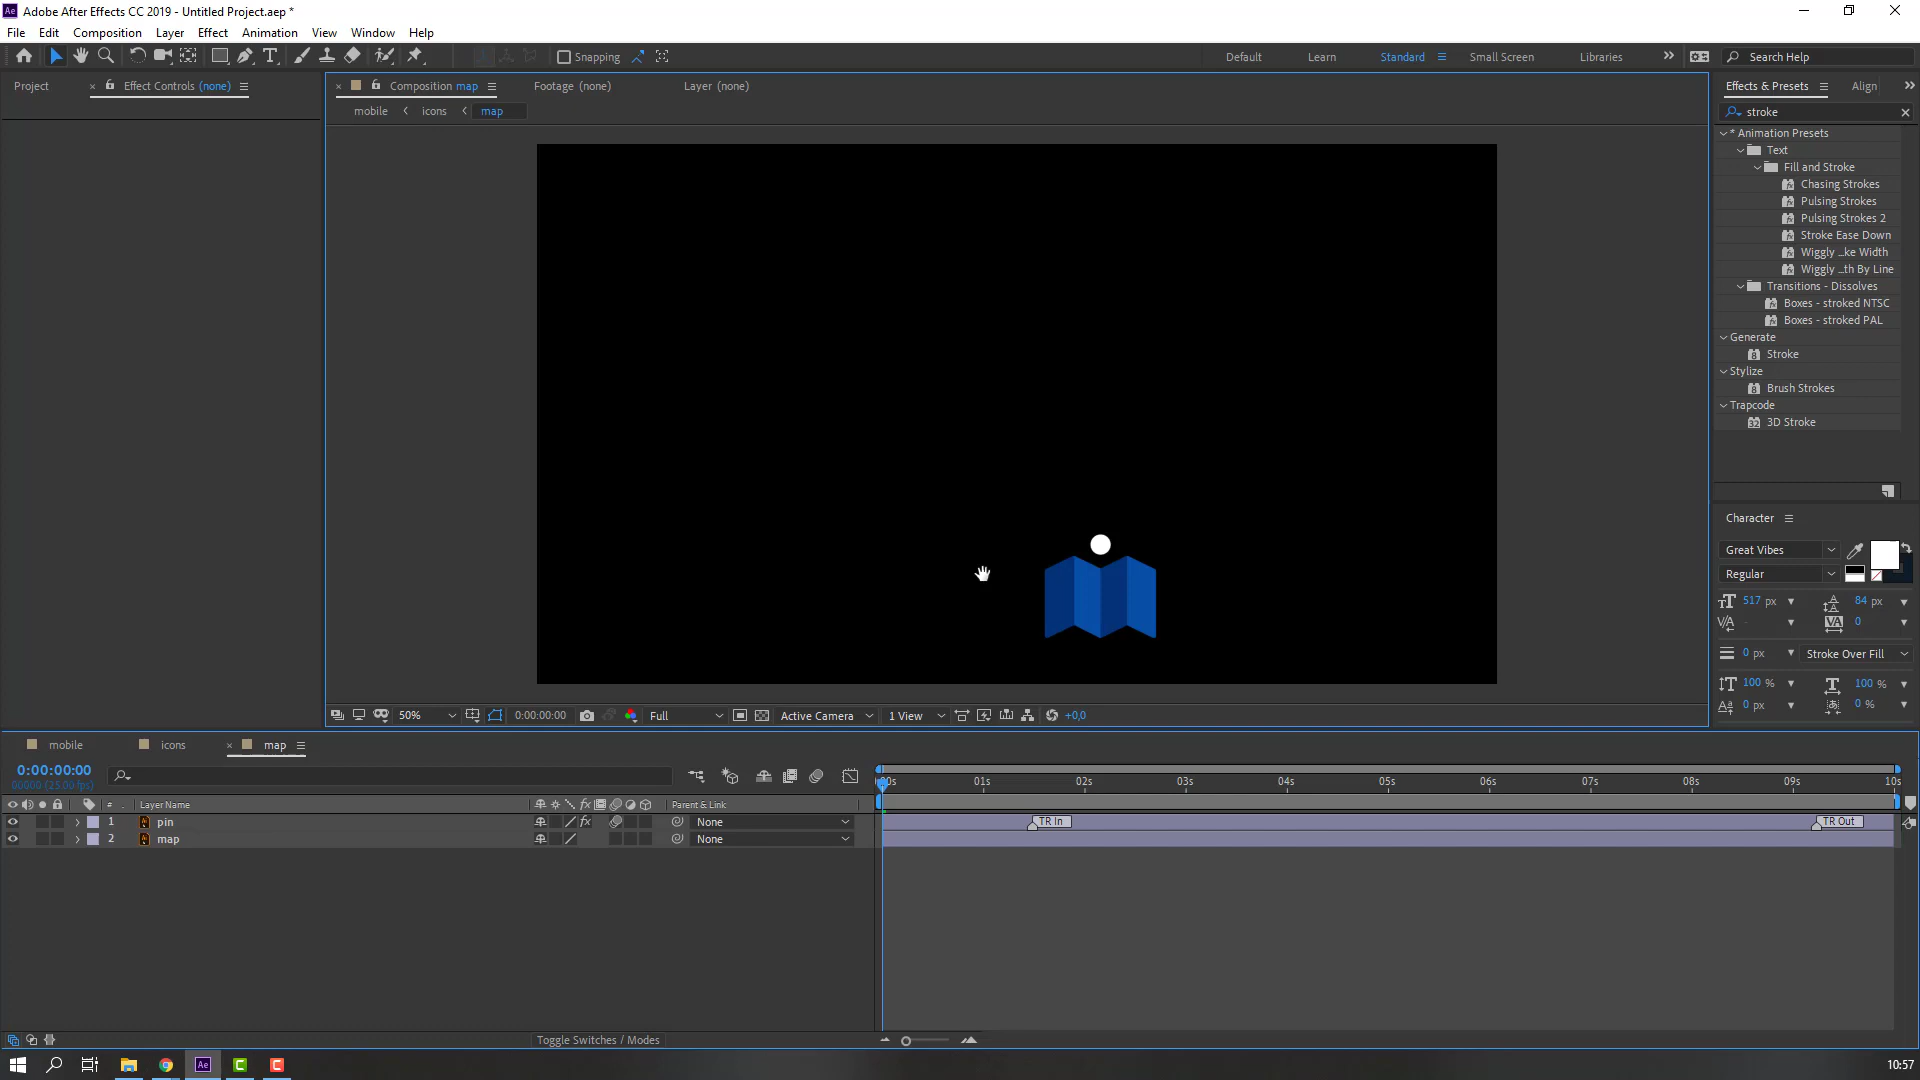 Adobe After Effects CC 2019 - Untitled Project.aep *
File Edit Composition Layer Effect Animation View Window Help
Snapping Default Learn Standard Small Screen Libraries Search Help
Project Effect Controls (none) Composition map Footage (none) Layer (none) Effects & Presets Align
mobile icons map
stroke
* Animation Presets
Text
Fill and Stroke
Chasing Strokes
Pulsing Strokes
Pulsing Strokes 2
Stroke Ease Down
Wiggly ...ke Width
Wiggly ...th By Line
Transitions - Dissolves
Boxes - stroked NTSC
Boxes - stroked PAL
Generate
Stroke
Stylize
Brush Strokes
Trapcode
3D Stroke
Character
Great Vibes
Regular
517 px 84 px
0
0 px Stroke Over Fill
100 % 100 %
0 px 0 %
50% 0:00:00:00 Full Active Camera 1 View +0,0
mobile icons map
0:00:00:00
00000 (25.00 fps)
00s 01s 02s 03s 04s 05s 06s 07s 08s 09s 10s
# Layer Name Parent & Link
1 pin None TR In TR Out
2 map None
Toggle Switches / Modes
10:57